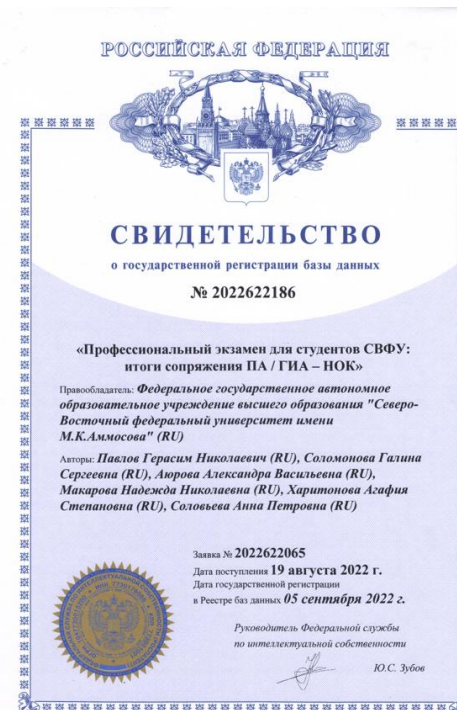 РОССИЙСКАЯ ФЕДЕРАЦИЯ
СВИДЕТЕЛЬСТВО
о государственной регистрации базы данных
№ 2022622186
«Профессиональный экзамен для студентов СВФУ:
итоги сопряжения ПА / ГИА – НОК»
Правообладатель: Федеральное государственное автономное
образовательное учреждение высшего образования "Северо-
Восточный федеральный университет имени
М.К.Аммосова" (RU)
Авторы: Павлов Герасим Николаевич (RU), Соломонова Галина
Сергеевна (RU), Аюрова Александра Васильевна (RU),
Макарова Надежда Николаевна (RU), Харитонова Агафия
Степановна (RU), Соловьева Анна Петровна (RU)
Заявка № 2022622065
Дата поступления 19 августа 2022 г.
Дата государственной регистрации
в Реестре баз данных 05 сентября 2022 г.
Руководитель Федеральной службы
по интеллектуальной собственности
Ю.С. Зубов